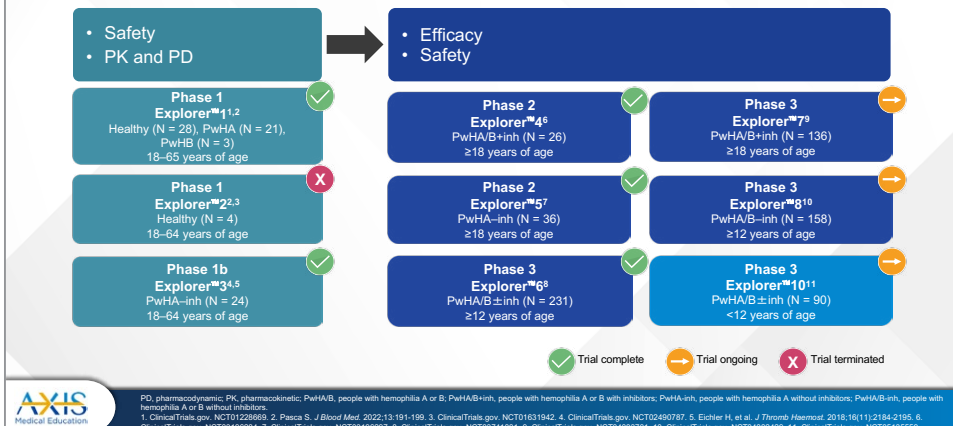 • Safety
• PK and PD
• Efficacy
• Safety
Phase 1
Explorer™1¹,²
Healthy (N = 28), PwHA (N = 21),
PwHB (N = 3)
18–65 years of age
Phase 1
Explorer™2²,³
Healthy (N = 4)
18–64 years of age
X
Phase 1b
Explorer™3⁴,⁵
PwHA–inh (N = 24)
18–64 years of age
Phase 2
Explorer™4⁶
PwHA/B+inh (N = 26)
≥18 years of age
Phase 2
Explorer™5⁷
PwHA–inh (N = 36)
≥18 years of age
Phase 3
Explorer™6⁸
PwHA/B±inh (N = 231)
≥12 years of age
Phase 3
Explorer™7⁹
PwHA/B+inh (N = 136)
≥18 years of age
Phase 3
Explorer™8¹⁰
PwHA/B–inh (N = 158)
≥12 years of age
Phase 3
Explorer™10¹¹
PwHA/B±inh (N = 90)
<12 years of age
Trial complete
Trial ongoing
X Trial terminated
AXIS
Medical Education
PD, pharmacodynamic; PK, pharmacokinetic; PwHA/B, people with hemophilia A or B; PwHA/B+inh, people with hemophilia A or B with inhibitors; PwHA-inh, people with hemophilia A without inhibitors; PwHA/B-inh, people with
hemophilia A or B without inhibitors.
1. ClinicalTrials.gov. NCT01228669. 2. Pasca S. J Blood Med. 2022;13:191-199. 3. ClinicalTrials.gov. NCT01631942. 4. ClinicalTrials.gov. NCT02490787. 5. Eichler H, et al. J Thromb Haemost. 2018;16(11):2184-2195. 6.